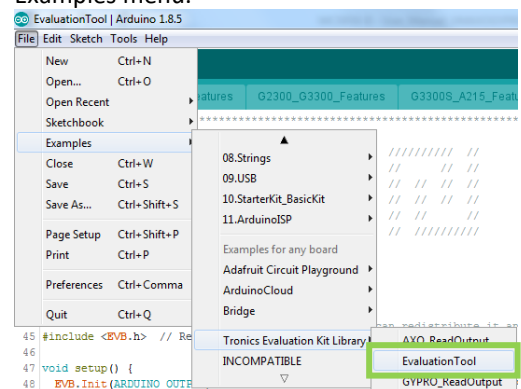 Examples menu.
EvaluationTool | Arduino 1.8.5
File Edit Sketch Tools Help
New Ctrl+N
Open... Ctrl+O
Open Recent
Sketchbook
Examples
Close Ctrl+W
Save Ctrl+S
Save As... Ctrl+Shift+S
Page Setup Ctrl+Shift+P
Print Ctrl+P
Preferences Ctrl+Comma
Quit Ctrl+Q
G2300_G3300_Features G3300S_A215_Featu
08.Strings
09.USB
10.StarterKit_BasicKit
11.ArduinoISP
Examples for any board
Adafruit Circuit Playground
ArduinoCloud
Bridge
Tronics Evaluation Kit Library
INCOMPATIBLE
AXO_ReadOutput
EvaluationTool
GYPRO_ReadOutput
45 #include <EVB.h> // Re
46
47 void setup() {
48 EVB.Init(ARDUINO OUTP